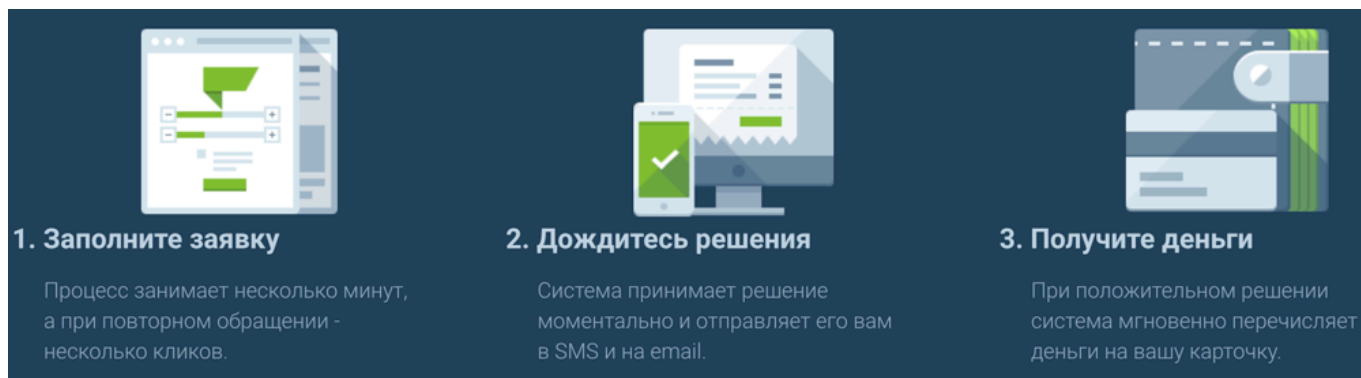 1. Заполните заявку
Процесс занимает несколько минут,
а при повторном обращении -
несколько кликов.
2. Дождитесь решения
Система принимает решение
моментально и отправляет его вам
в SMS и на email.
3. Получите деньги
При положительном решении
система мгновенно перечисляет
деньги на вашу карточку.